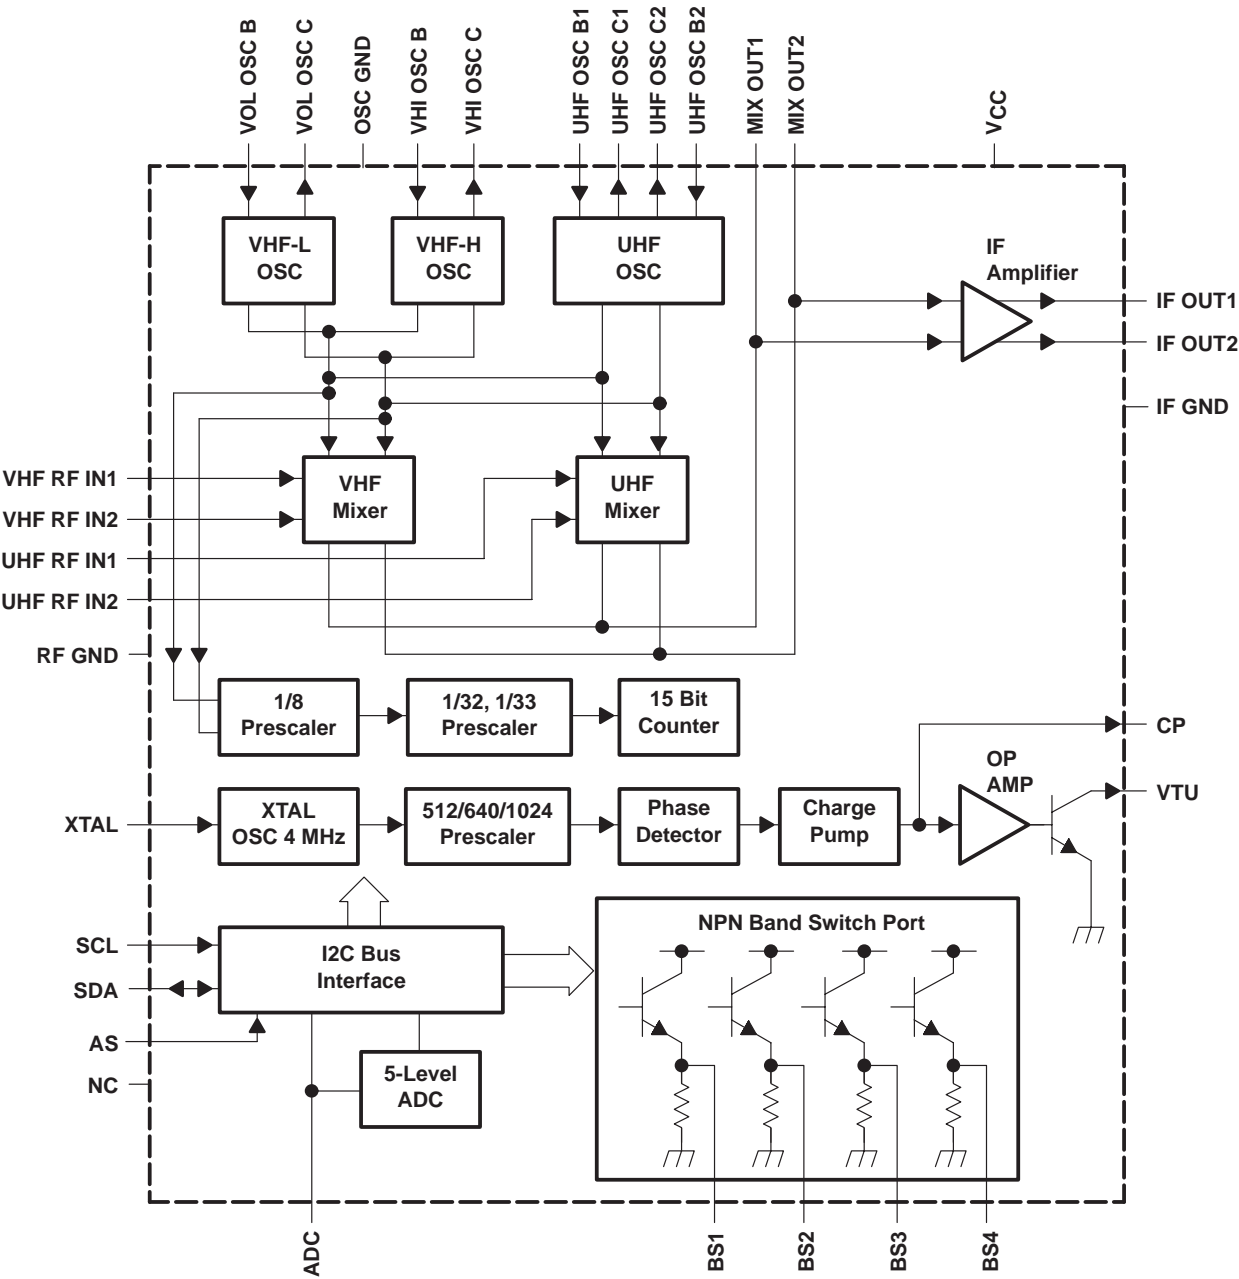 VOL OSC B
VOL OSC C
OSC GND
VHI OSC B
VHI OSC C
UHF OSC B1
UHF OSC C1
UHF OSC C2
UHF OSC B2
MIX OUT1
MIX OUT2
VCC
VHF-L
OSC
VHF-H
OSC
UHF
OSC
IF
Amplifier
IF OUT1
IF OUT2
IF GND
VHF RF IN1
VHF RF IN2
UHF RF IN1
UHF RF IN2
RF GND
VHF
Mixer
UHF
Mixer
1/8
Prescaler
1/32, 1/33
Prescaler
15 Bit
Counter
CP
OP
AMP
VTU
XTAL
XTAL
OSC 4 MHz
512/640/1024
Prescaler
Phase
Detector
Charge
Pump
SCL
SDA
AS
NC
I2C Bus
Interface
5-Level
ADC
NPN Band Switch Port
ADC
BS1
BS2
BS3
BS4